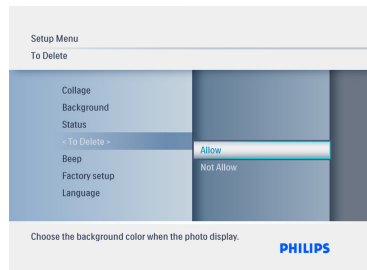 Setup Menu
To Delete
Collage
Background
Status
< To Delete >
Beep
Factory setup
Language
Allow
Not Allow
Choose the background color when the photo display.
PHILIPS